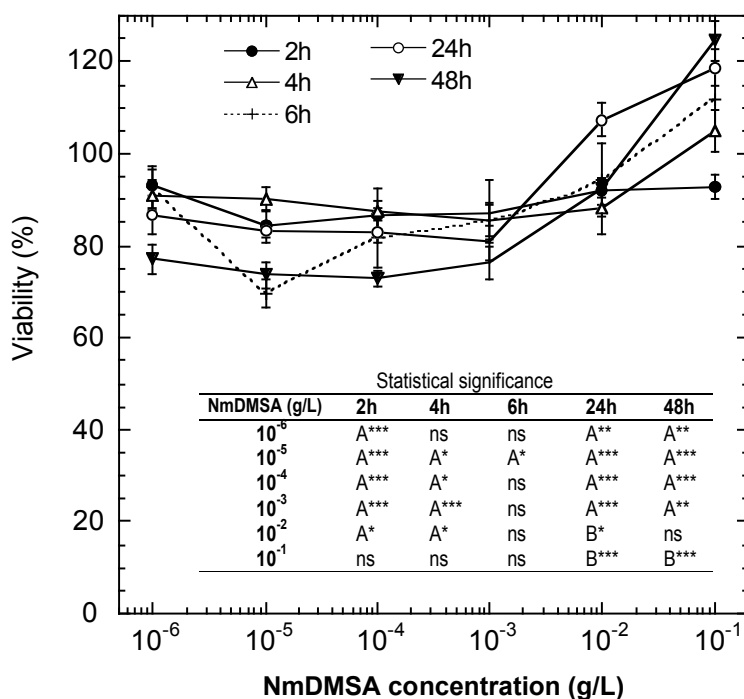 Viability (%)
120
100
80
60
40
20
0
2h
4h
6h
24h
48h
Statistical significance
NmDMSA (g/L) 2h 4h 6h 24h 48h
10⁻⁶ A*** ns ns A** A**
10⁻⁵ A*** A* A* A*** A***
10⁻⁴ A*** A* ns A*** A***
10⁻³ A*** A*** ns A*** A**
10⁻² A* A* ns B* ns
10⁻¹ ns ns ns B*** B***
10⁻⁶ 10⁻⁵ 10⁻⁴ 10⁻³ 10⁻² 10⁻¹
NmDMSA concentration (g/L)